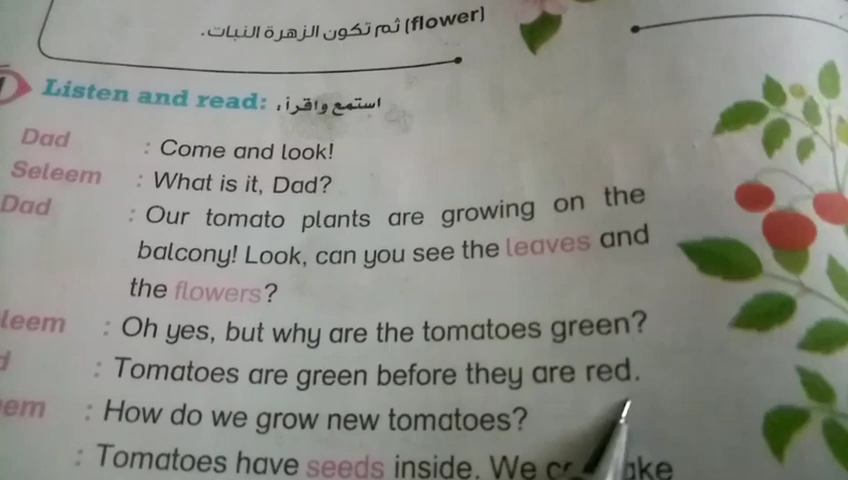 (flower) ثم تكون الزهرة النبات.
Listen and read: استمع واقرأ:
Dad : Come and look!
Seleem : What is it, Dad?
Dad : Our tomato plants are growing on the
balcony! Look, can you see the leaves and
the flowers?
leem : Oh yes, but why are the tomatoes green?
d : Tomatoes are green before they are red.
eem : How do we grow new tomatoes?
: Tomatoes have seeds inside. We